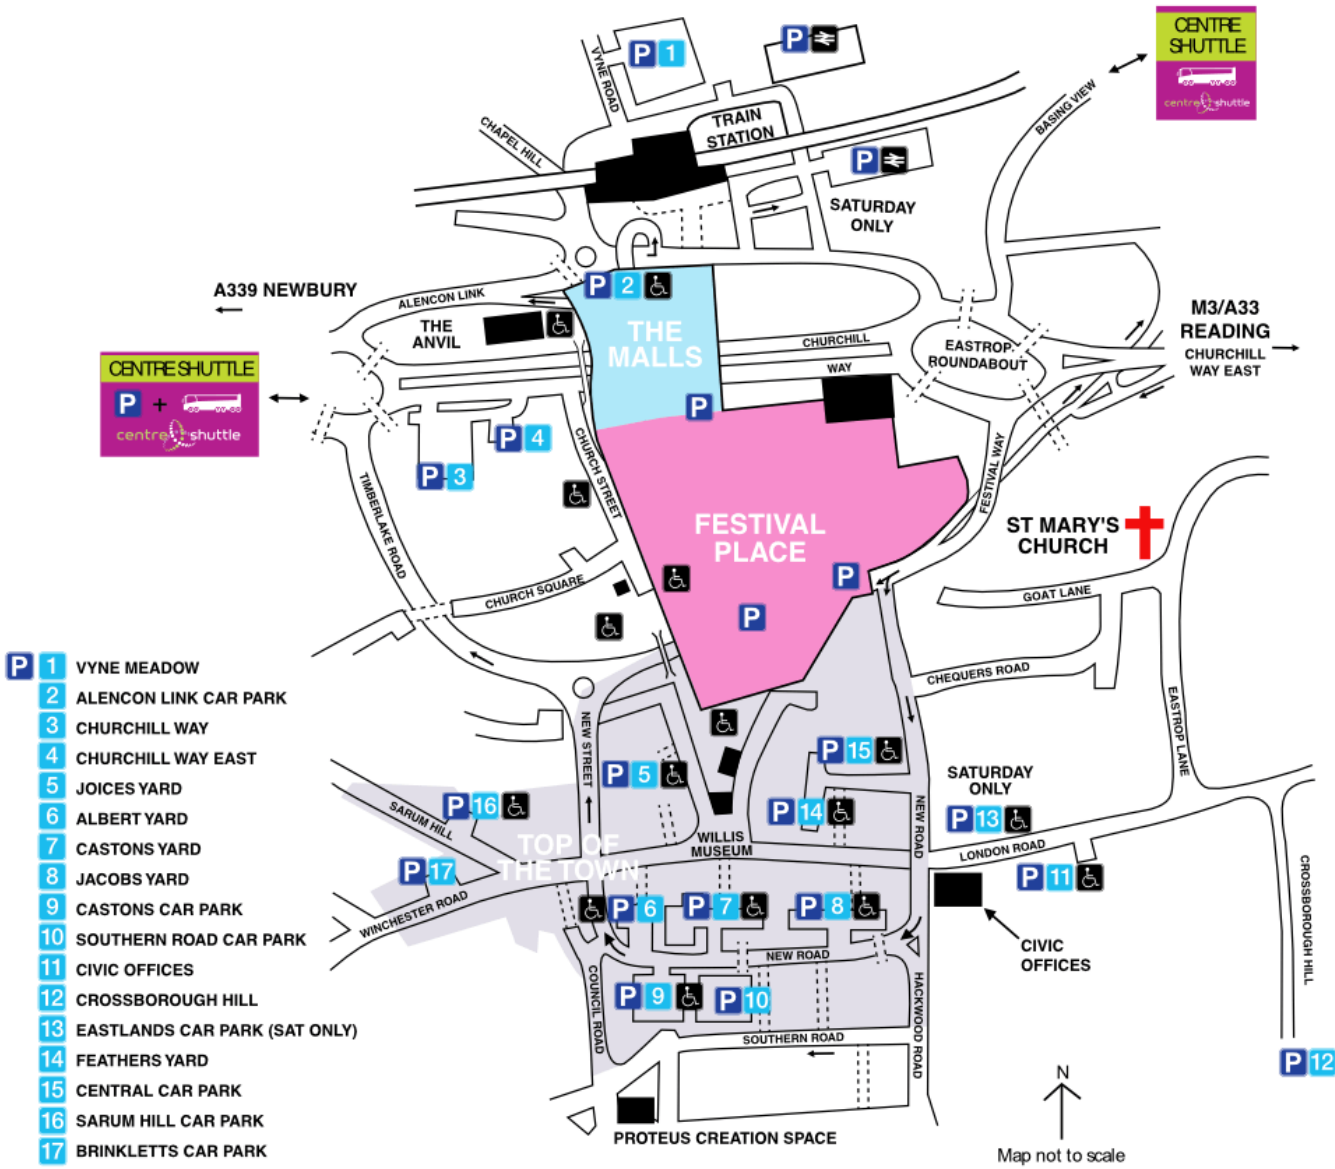 CENTRE
SHUTTLE
centre shuttle
P 1
P
VYNE ROAD
TRAIN
STATION
BASING VIEW
CHAPEL HILL
P
SATURDAY
ONLY
A339 NEWBURY
ALENCON LINK
P 2
THE
ANVIL
THE
MALLS
CHURCHILL
WAY
EASTROP
ROUNDABOUT
M3/A33
READING
CHURCHILL
WAY EAST
CENTRE SHUTTLE
P +
centre shuttle
P
P 4
P 3
CHURCH STREET
TIMBERLAKE ROAD
FESTIVAL WAY
FESTIVAL
PLACE
ST MARY'S
CHURCH
P
P
CHURCH SQUARE
GOAT LANE
CHEQUERS ROAD
EASTROP LANE
NEW STREET
P 5
P 15
P 14
SATURDAY
ONLY
P 13
NEW ROAD
LONDON ROAD
P 11
P 16
SARUM HILL
TOP OF
THE TOWN
WILLIS
MUSEUM
P 17
WINCHESTER ROAD
P 6
P 7
P 8
NEW ROAD
CIVIC
OFFICES
CROSSBOROUGH HILL
COUNCIL ROAD
P 9
P 10
HACKWOOD ROAD
SOUTHERN ROAD
P 12
PROTEUS CREATION SPACE
N
Map not to scale
P 1 VYNE MEADOW
2 ALENCON LINK CAR PARK
3 CHURCHILL WAY
4 CHURCHILL WAY EAST
5 JOICES YARD
6 ALBERT YARD
7 CASTONS YARD
8 JACOBS YARD
9 CASTONS CAR PARK
10 SOUTHERN ROAD CAR PARK
11 CIVIC OFFICES
12 CROSSBOROUGH HILL
13 EASTLANDS CAR PARK (SAT ONLY)
14 FEATHERS YARD
15 CENTRAL CAR PARK
16 SARUM HILL CAR PARK
17 BRINKLETTS CAR PARK